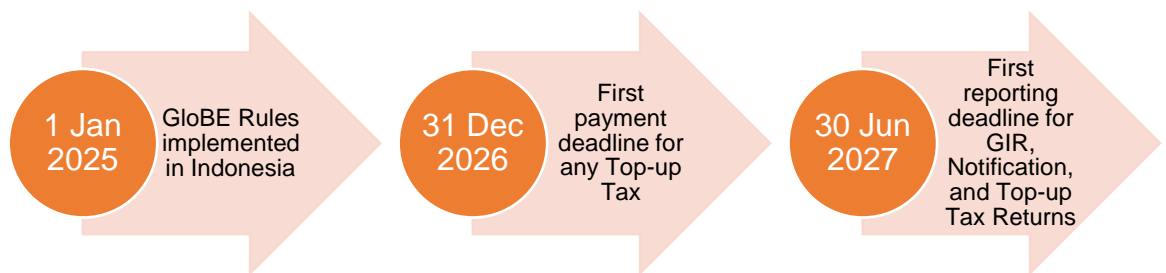 1 Jan
2025
GloBE Rules
implemented
in Indonesia
31 Dec
2026
First
payment
deadline for
any Top-up
Tax
30 Jun
2027
First
reporting
deadline for
GIR,
Notification,
and Top-up
Tax Returns